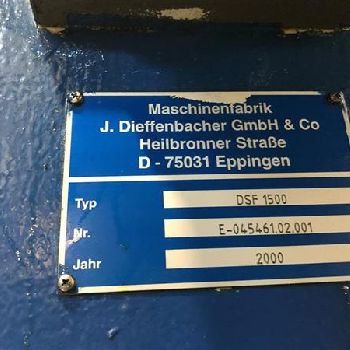 Maschinenfabrik
J. Dieffenbacher GmbH & Co
Heilbronner Straße
D - 75031 Eppingen
Typ DSF 1500
Nr. E-045461.02.001
Jahr 2000